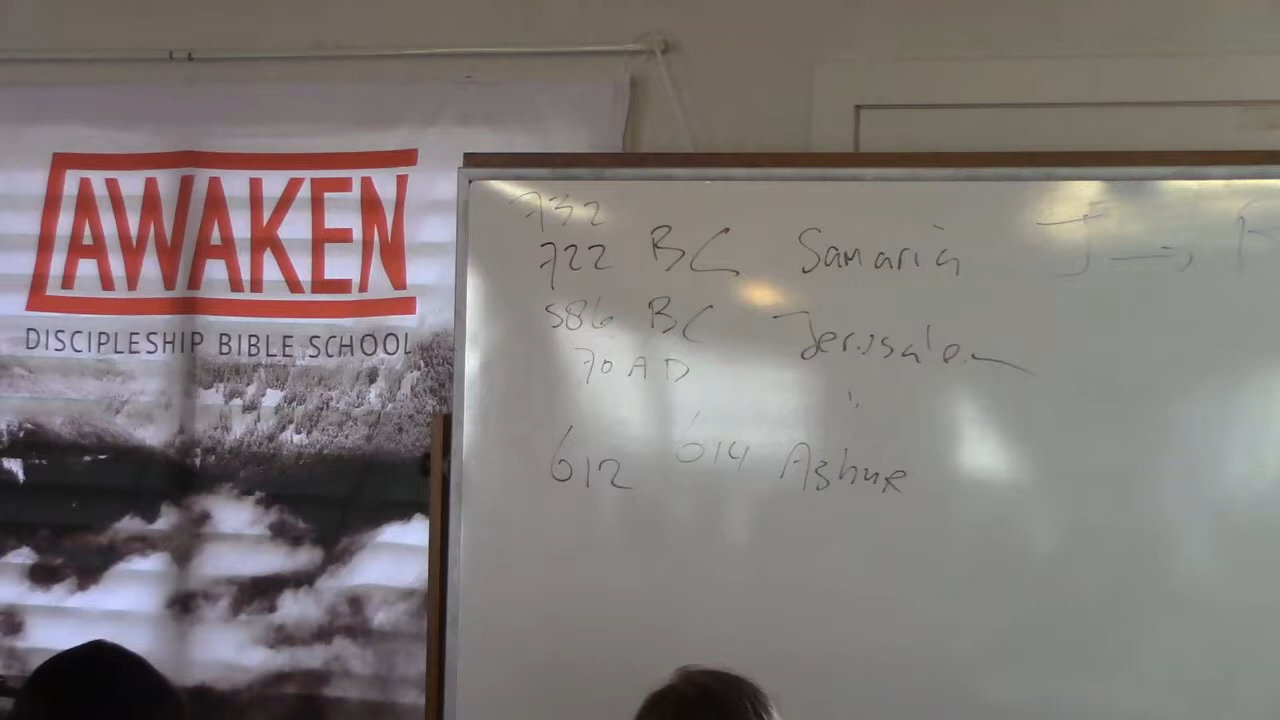 AWAKEN
DISCIPLESHIP BIBLE SCHOOL
732
722 BC Samaria J
586 BC Jerusalem
70 AD
612 614 Ashur